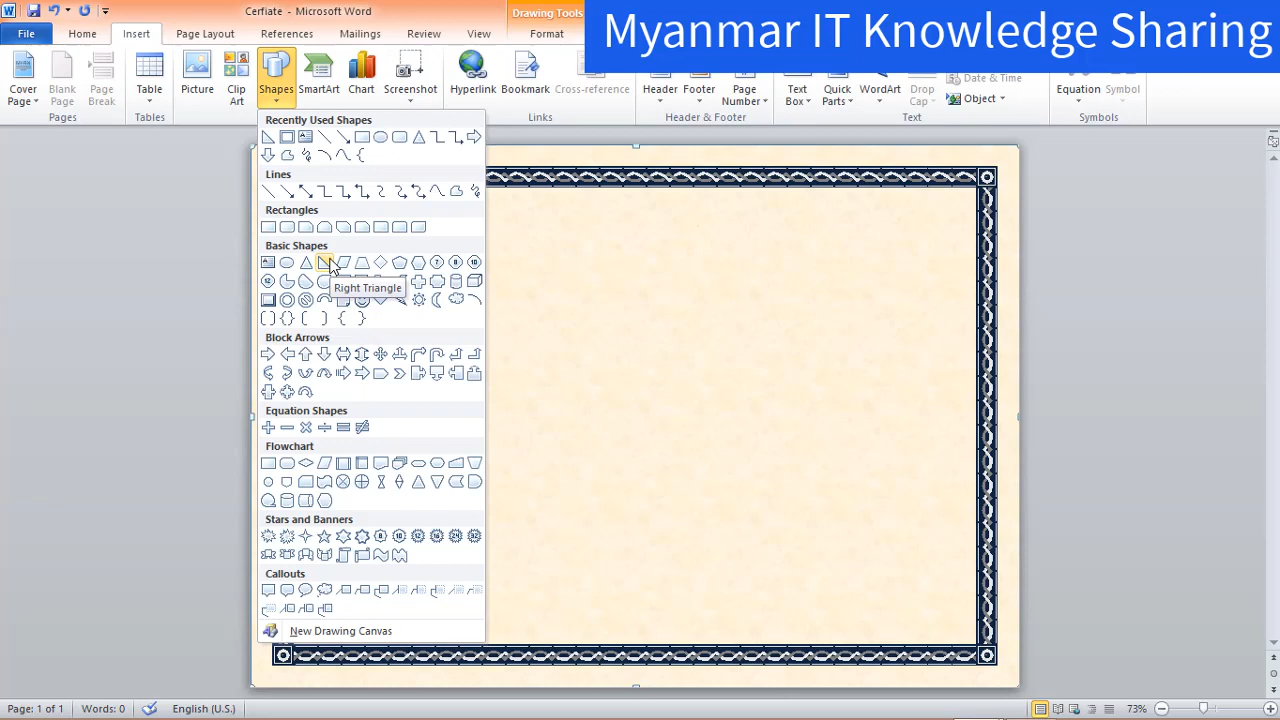 Cerfiate - Microsoft Word
Drawing Tools
Myanmar IT Knowledge Sharing
File Home Insert Page Layout References Mailings Review View Format
Cover Page Blank Page Page Break Table Picture Clip Art Shapes SmartArt Chart Screenshot Hyperlink Bookmark Cross-reference Header Footer Page Number Text Box Quick Parts WordArt Drop Cap Date & Time Object Equation Symbol
Pages Tables Links Header & Footer Text Symbols
Recently Used Shapes
Lines
Rectangles
Basic Shapes
Right Triangle
Block Arrows
Equation Shapes
Flowchart
Stars and Banners
Callouts
New Drawing Canvas
Page: 1 of 1 Words: 0 English (U.S.) 73%